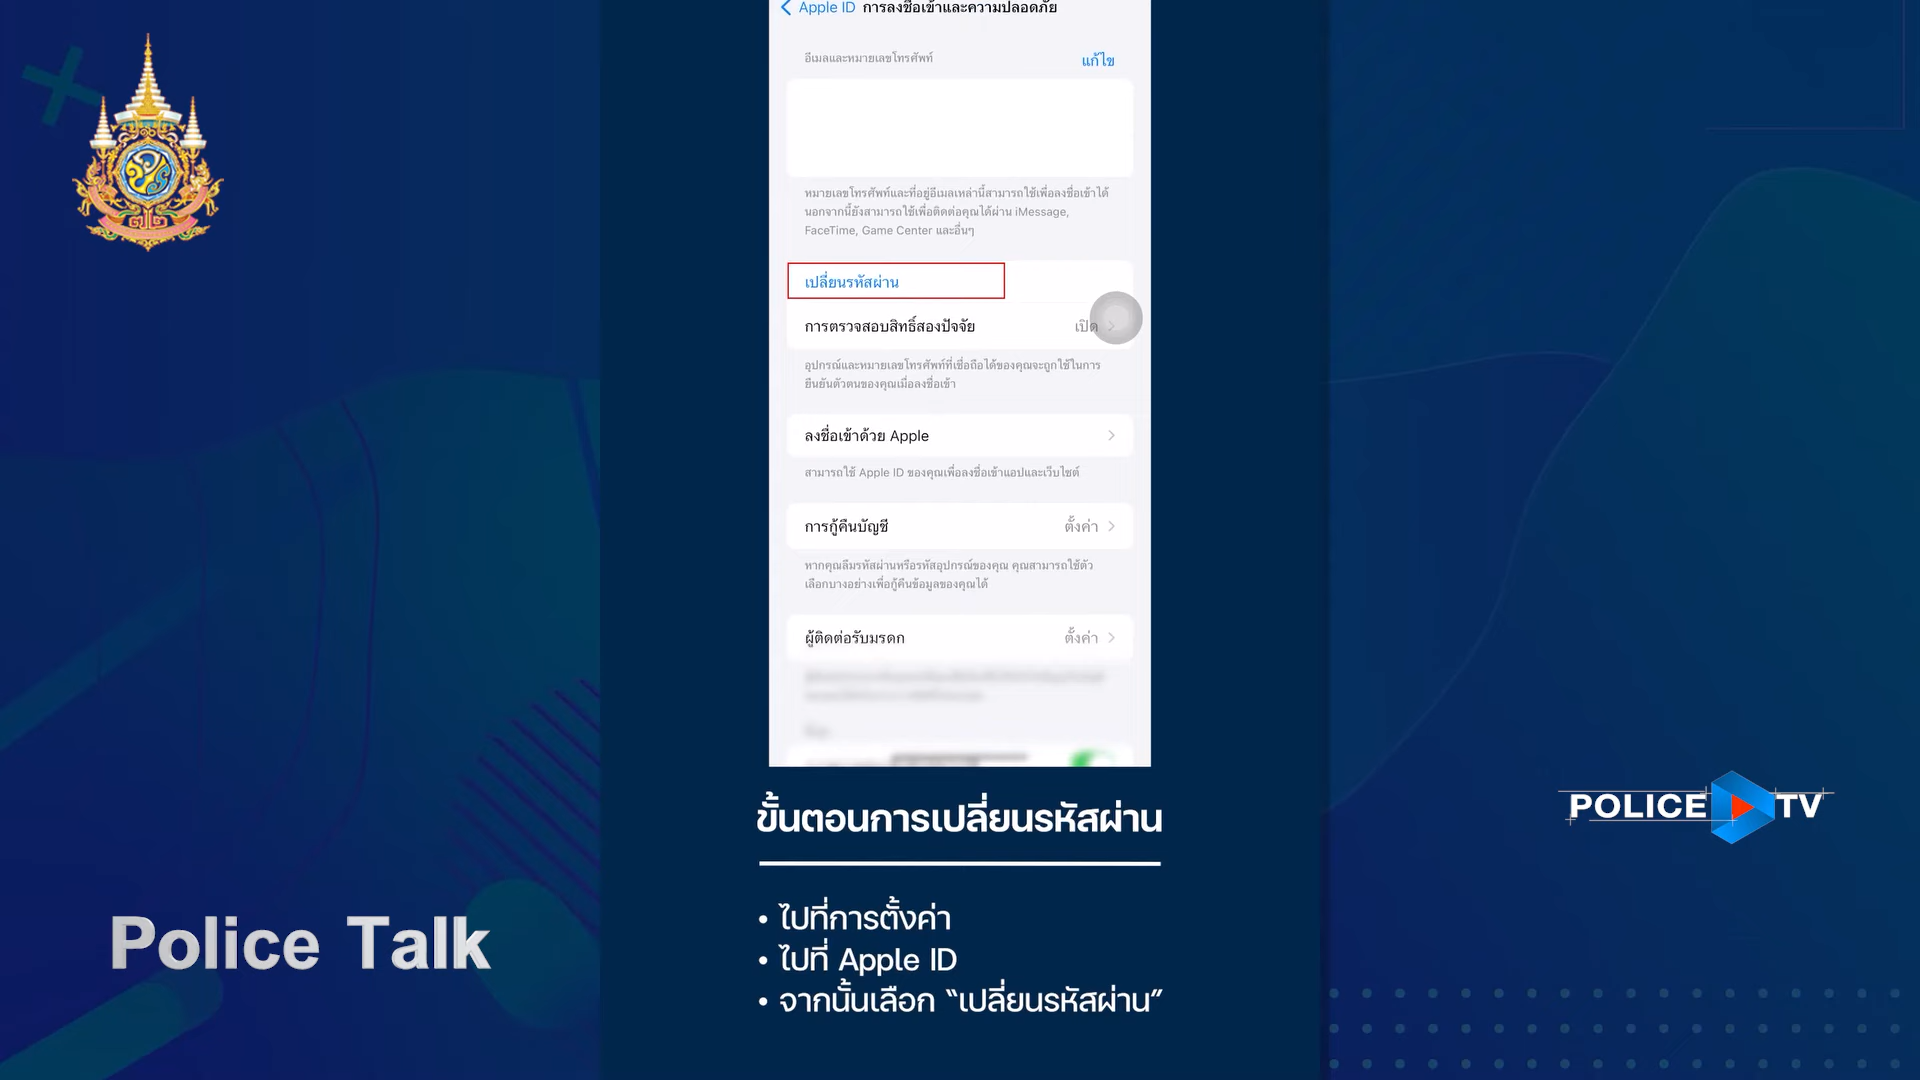 Apple ID การลงชื่อเข้าและความปลอดภัย
อีเมลและหมายเลขโทรศัพท์ แก้ไข
หมายเลขโทรศัพท์และที่อยู่อีเมลเหล่านี้สามารถใช้เพื่อลงชื่อเข้าได้
นอกจากนี้ยังสามารถใช้เพื่อติดต่อคุณได้ผ่าน iMessage,
FaceTime, Game Center และอื่นๆ
เปลี่ยนรหัสผ่าน
การตรวจสอบสิทธิ์สองปัจจัย เปิด
อุปกรณ์และหมายเลขโทรศัพท์ที่เชื่อถือได้ของคุณจะถูกใช้ในการ
ยืนยันตัวตนของคุณเมื่อลงชื่อเข้า
ลงชื่อเข้าด้วย Apple
สามารถใช้ Apple ID ของคุณเพื่อลงชื่อเข้าแอปและเว็บไซต์
การกู้คืนบัญชี ตั้งค่า
หากคุณลืมรหัสผ่านหรือรหัสอุปกรณ์ของคุณ คุณสามารถใช้ตัว
เลือกบางอย่างเพื่อกู้คืนข้อมูลของคุณได้
ผู้ติดต่อรับมรดก ตั้งค่า
ขั้นตอนการเปลี่ยนรหัสผ่าน
• ไปที่การตั้งค่า
• ไปที่ Apple ID
• จากนั้นเลือก “เปลี่ยนรหัสผ่าน”
Police Talk
POLICE TV